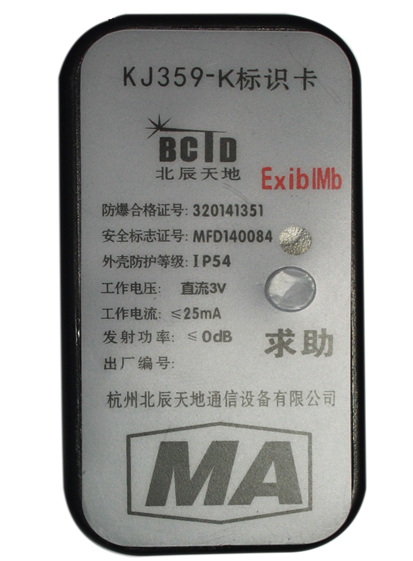 KJ359-K标识卡
BCTD
北辰天地
ExibIMb
防爆合格证号: 320141351
安全标志证号: MFD140084
外壳防护等级: IP54
工作电压: 直流3V
工作电流: ≤25mA
发射功率: ≤0dB
求助
出厂编号:
杭州北辰天地通信设备有限公司
MA